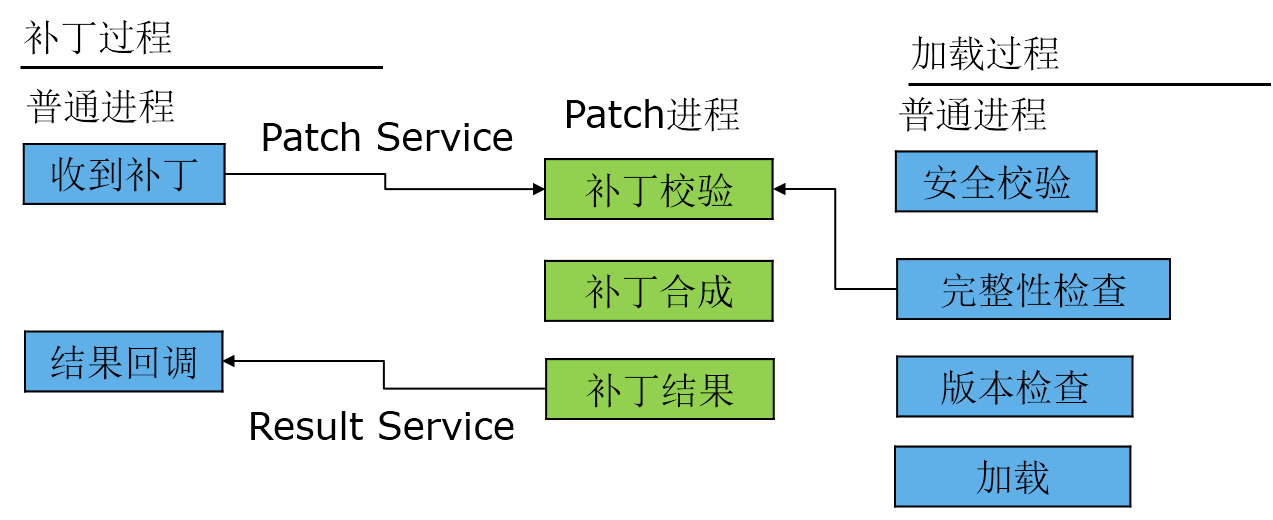 补丁过程
普通进程
收到补丁
结果回调
Patch Service
Result Service
Patch进程
补丁校验
补丁合成
补丁结果
加载过程
普通进程
安全校验
完整性检查
版本检查
加载